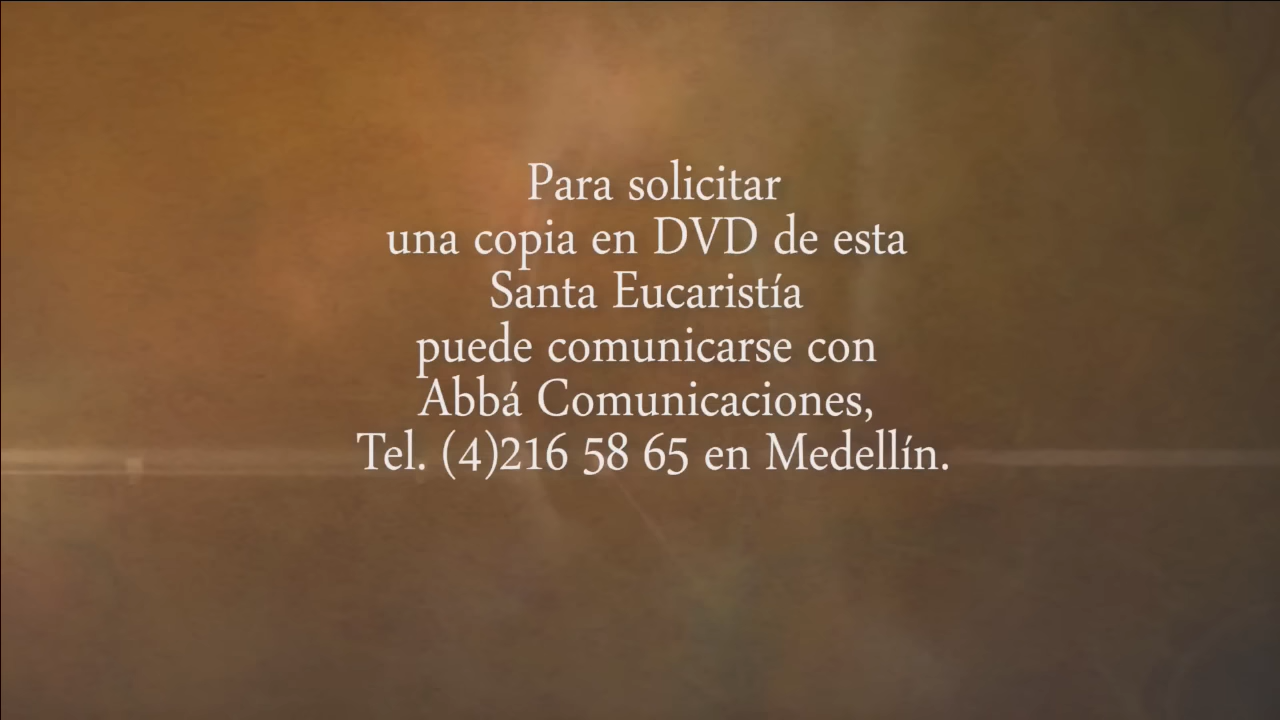 Para solicitar
una copia en DVD de esta
Santa Eucaristía
puede comunicarse con
Abbá Comunicaciones,
Tel. (4)216 58 65 en Medellín.